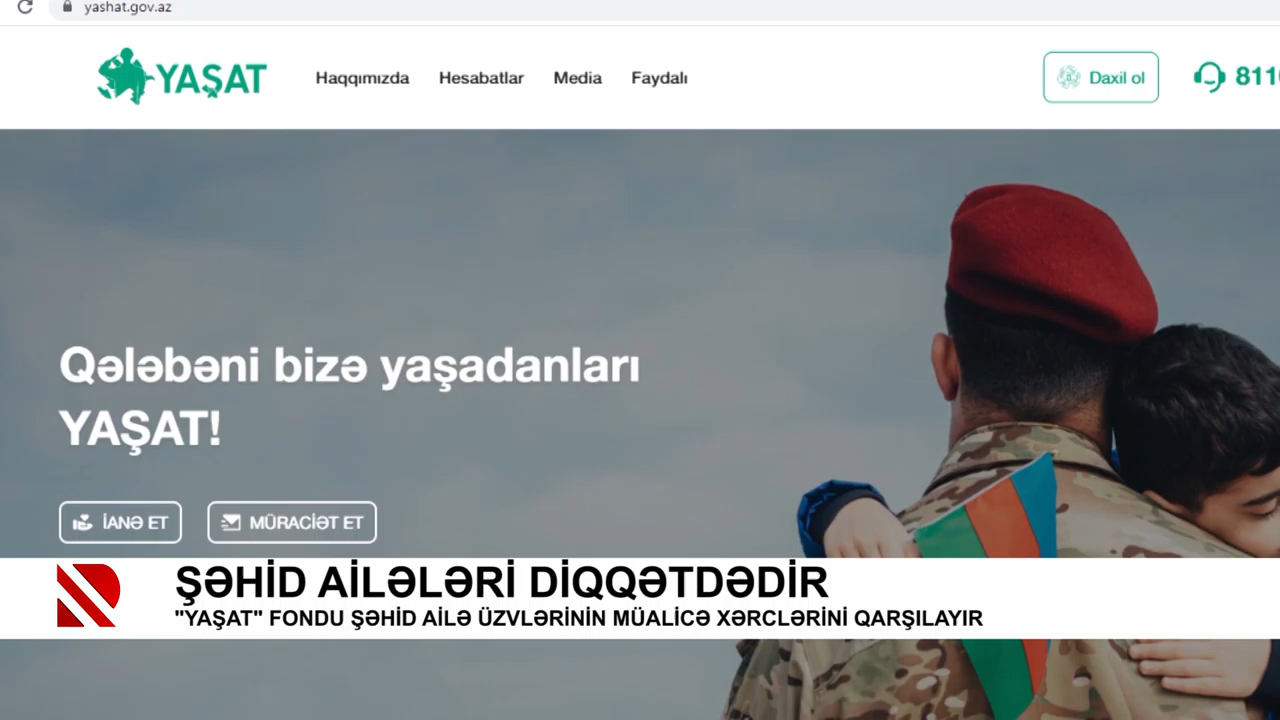 yashat.gov.az
YAŞAT
Haqqımızda Hesabatlar Media Faydalı
Daxil ol
Qələbəni bizə yaşadanları
YAŞAT!
İANƏ ET MÜRACİƏT ET
ŞƏHİD AİLƏLƏRİ DİQQƏTDƏDİR
"YAŞAT" FONDU ŞƏHİD AİLƏ ÜZVLƏRİNİN MÜALİCƏ XƏRCLƏRİNİ QARŞILAYIR